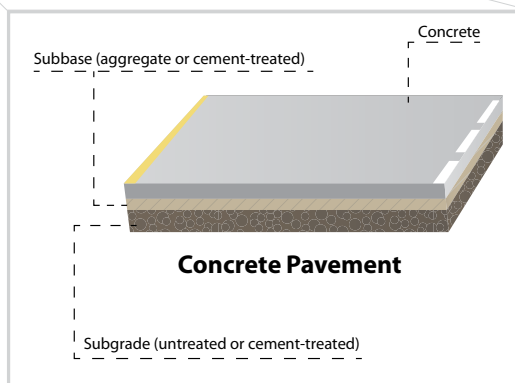 Concrete
Subbase (aggregate or cement-treated)
Concrete Pavement
Subgrade (untreated or cement-treated)